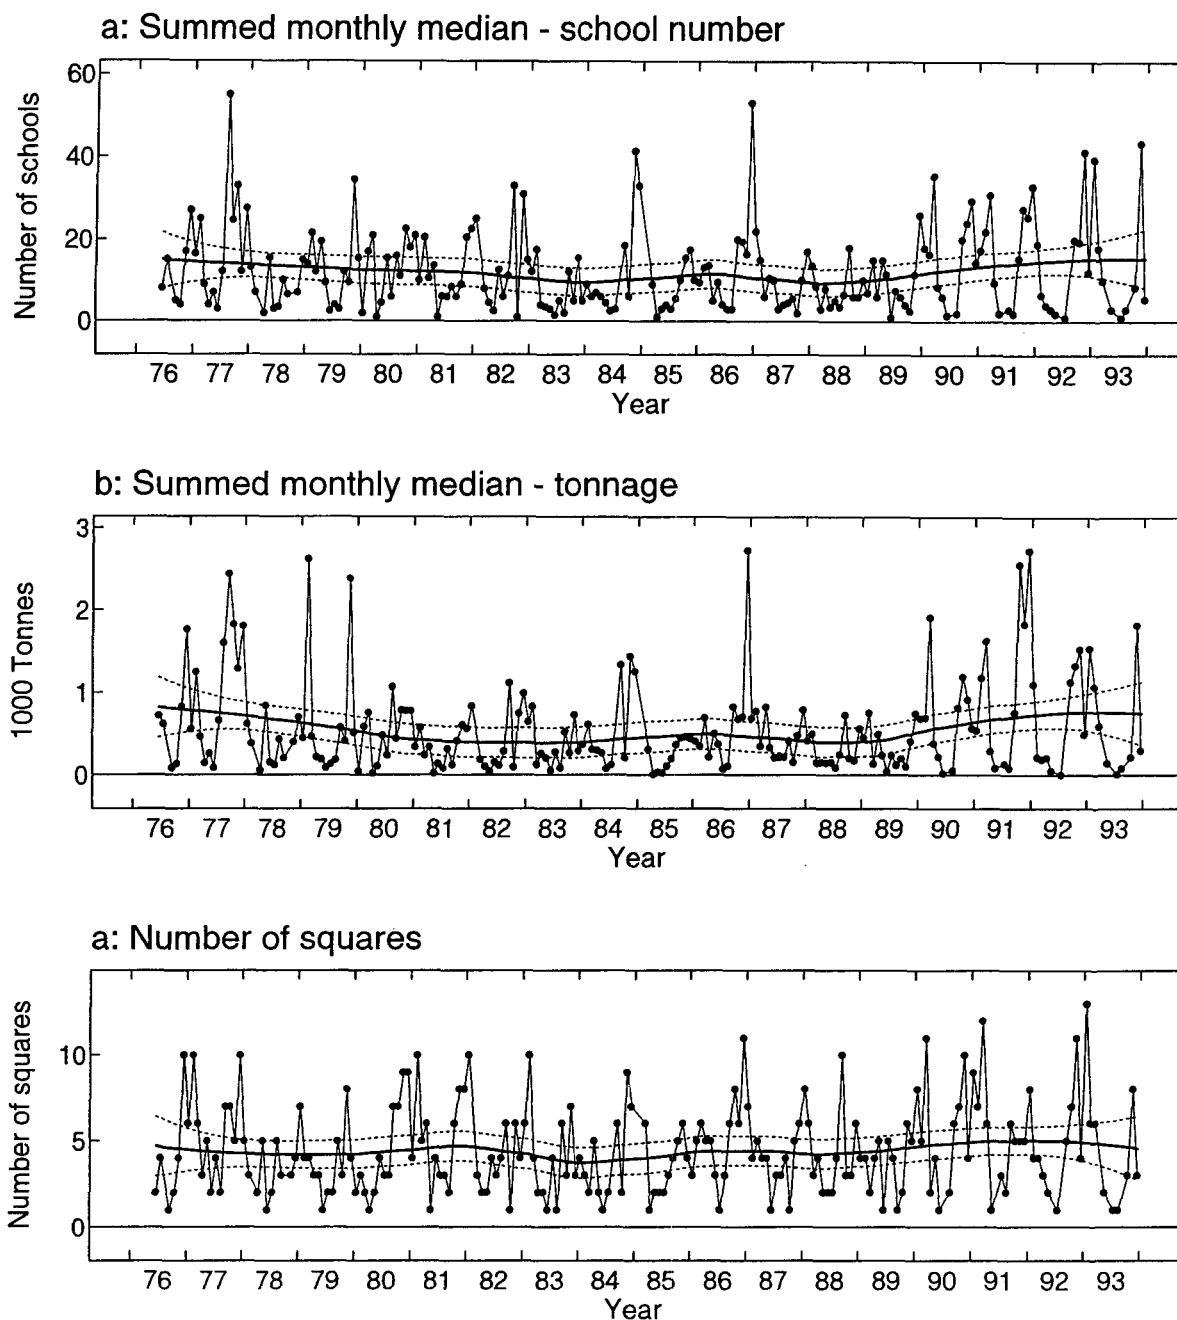 a: Summed monthly median - school number
Number of schools
60
40
20
0
76 77 78 79 80 81 82 83 84 85 86 87 88 89 90 91 92 93
Year
b: Summed monthly median - tonnage
1000 Tonnes
3
2
1
0
76 77 78 79 80 81 82 83 84 85 86 87 88 89 90 91 92 93
Year
a: Number of squares
Number of squares
10
5
0
76 77 78 79 80 81 82 83 84 85 86 87 88 89 90 91 92 93
Year